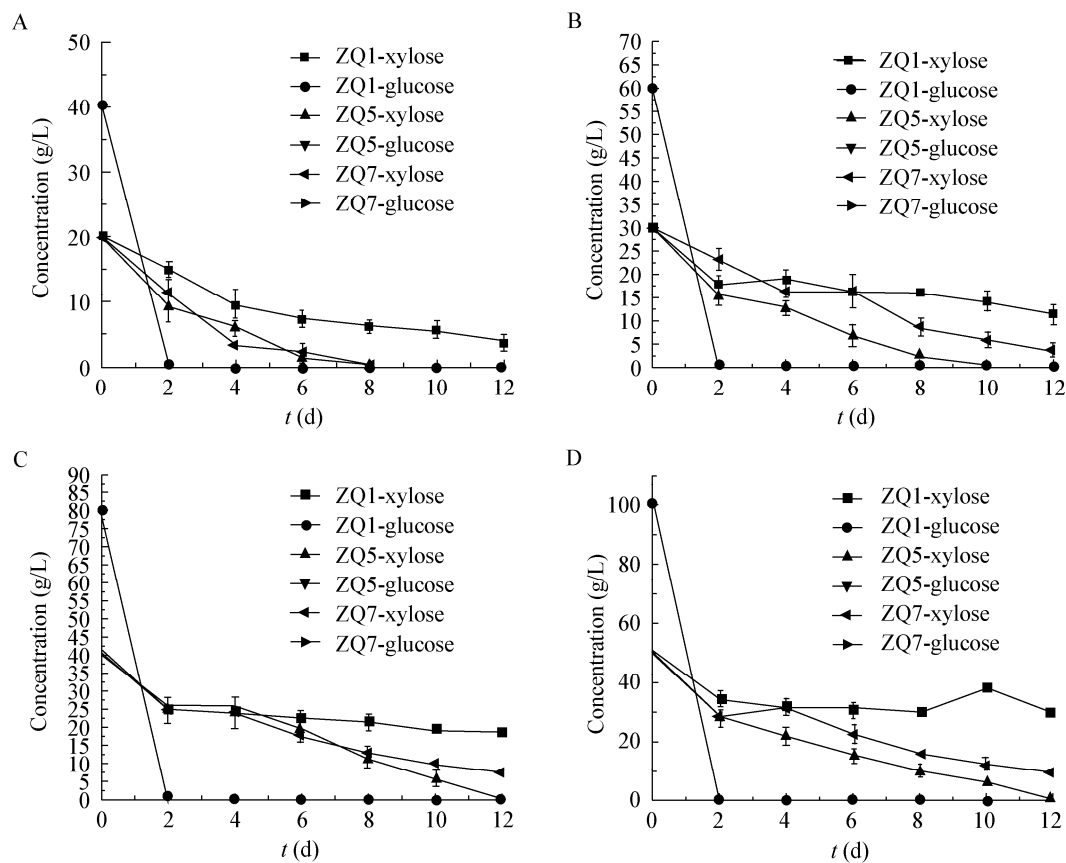 A
Concentration (g/L)
50
40
30
20
10
0
0 2 4 6 8 10 12
t (d)
ZQ1-xylose
ZQ1-glucose
ZQ5-xylose
ZQ5-glucose
ZQ7-xylose
ZQ7-glucose
B
Concentration (g/L)
70
65
60
55
50
45
40
35
30
25
20
15
10
5
0
0 2 4 6 8 10 12
t (d)
ZQ1-xylose
ZQ1-glucose
ZQ5-xylose
ZQ5-glucose
ZQ7-xylose
ZQ7-glucose
C
Concentration (g/L)
90
85
80
75
70
65
60
55
50
45
40
35
30
25
20
15
10
5
0
0 2 4 6 8 10 12
t (d)
ZQ1-xylose
ZQ1-glucose
ZQ5-xylose
ZQ5-glucose
ZQ7-xylose
ZQ7-glucose
D
Concentration (g/L)
100
80
60
40
20
0
0 2 4 6 8 10 12
t (d)
ZQ1-xylose
ZQ1-glucose
ZQ5-xylose
ZQ5-glucose
ZQ7-xylose
ZQ7-glucose